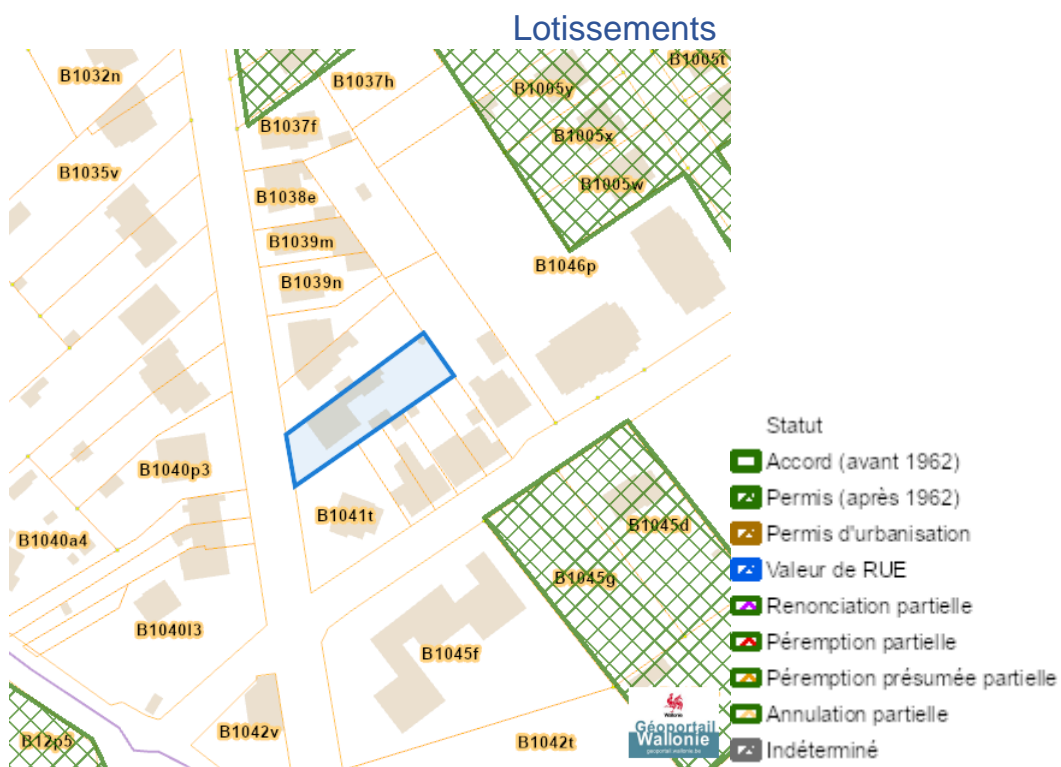 Lotissements
B1032n
B1037h
B1005t
B1005y
B1037f
B1005x
B1035v
B1005w
B1038e
B1039m
B1046p
B1039n
B1040p3
B1041t
B1045d
B1040a4
B1045g
B1040l3
B1045f
B1042v
B12p5
B1042t
Wallonie
Géoportail
Wallonie
geoportail.wallonie.be
Statut
Accord (avant 1962)
Permis (après 1962)
Permis d'urbanisation
Valeur de RUE
Renonciation partielle
Péremption partielle
Péremption présumée partielle
Annulation partielle
Indéterminé